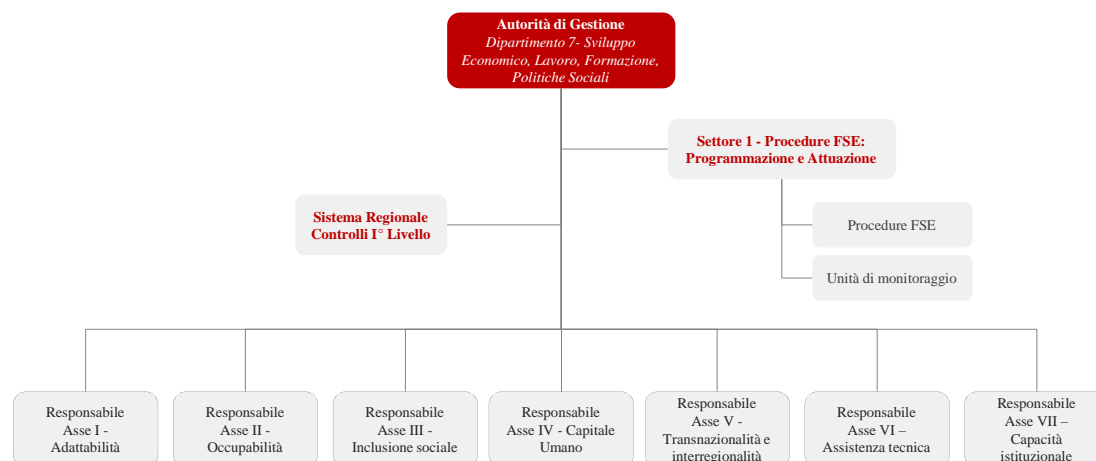 Autorità di Gestione
Dipartimento 7- Sviluppo
Economico, Lavoro, Formazione,
Politiche Sociali
Settore 1 - Procedure FSE:
Programmazione e Attuazione
Sistema Regionale
Controlli I° Livello
Procedure FSE
Unità di monitoraggio
Responsabile
Asse I -
Adattabilità
Responsabile
Asse II -
Occupabilità
Responsabile
Asse III -
Inclusione sociale
Responsabile
Asse IV - Capitale
Umano
Responsabile
Asse V -
Transnazionalità e
interregionalità
Responsabile
Asse VI –
Assistenza tecnica
Responsabile
Asse VII –
Capacità
istituzionale